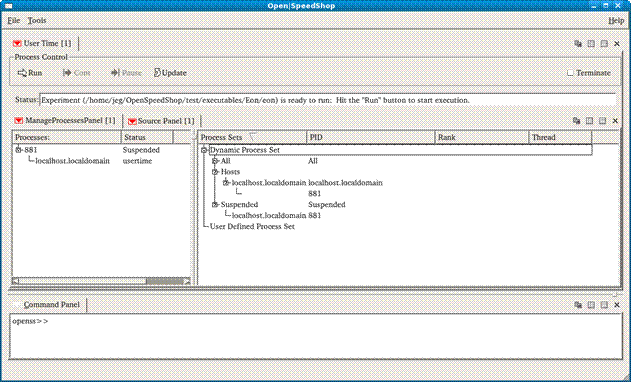 Open|SpeedShop
File Tools Help
User Time [1]
Process Control
Run Cont Pause Update Terminate
Status: Experiment (/home/jeg/OpenSpeedShop/test/executables/Eon/eon) is ready to run: Hit the "Run" button to start execution.
ManageProcessesPanel [1] Source Panel [1]
Processes: Status Process Sets PID Rank Thread
881 Suspended Dynamic Process Set
localhost.localdomain usertime All All
Hosts
localhost.localdomain localhost.localdomain
881
Suspended Suspended
localhost.localdomain 881
User Defined Process Set
Command Panel
openss>>